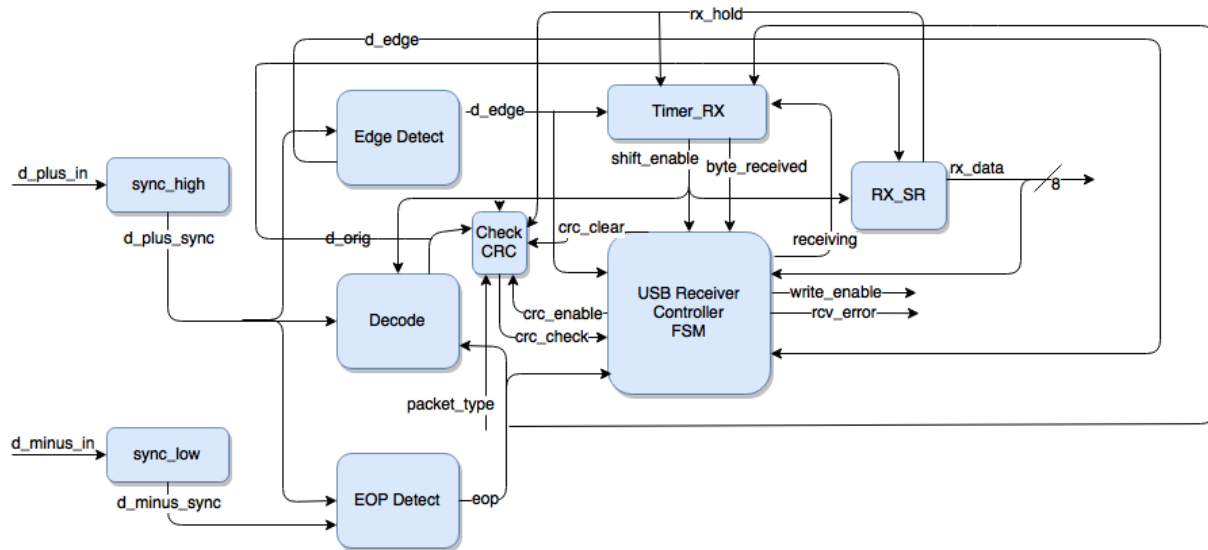 rx_hold
d_edge
Edge Detect
d_edge
Timer_RX
shift_enable
byte_received
d_plus_in
sync_high
RX_SR
rx_data
8
d_plus_sync
d_orig
Check
CRC
crc_clear
receiving
USB Receiver
Controller
FSM
write_enable
rcv_error
Decode
crc_enable
crc_check
packet_type
d_minus_in
sync_low
d_minus_sync
EOP Detect
eop